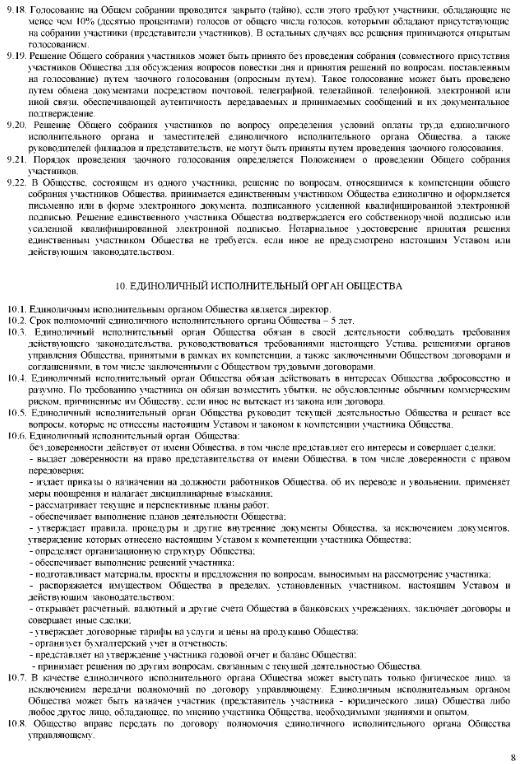 9.18. Голосование на Общем собрании проводится закрыто (тайно), если этого требуют участники, обладающие не
менее чем 10% (десятью процентами) голосов от общего числа голосов, которыми обладают присутствующие
на собрании участники (представители участников). В остальных случаях все решения принимаются открытым
голосованием.
9.19. Решение Общего собрания участников может быть принято без проведения собрания (совместного присутствия
участников Общества для обсуждения вопросов повестки дня и принятия решений по вопросам, поставленным
на голосование) путем заочного голосования (опросным путем). Такое голосование может быть проведено
путем обмена документами посредством почтовой, телеграфной, телетайпной, телефонной, электронной или
иной связи, обеспечивающей аутентичность передаваемых и принимаемых сообщений и их документальное
подтверждение.
9.20. Решение Общего собрания участников по вопросу определения условий оплаты труда единоличного
исполнительного органа и заместителей единоличного исполнительного органа Общества, а также
руководителей филиалов и представительств, не могут быть приняты путем проведения заочного голосования.
9.21. Порядок проведения заочного голосования определяется Положением о проведении Общего собрания
участников.
9.22. В Обществе, состоящем из одного участника, решение по вопросам, относящимся к компетенции общего
собрания участников Общества, принимается единственным участником Общества единолично и оформляется
письменно или в форме электронного документа, подписанного усиленной квалифицированной электронной
подписью. Решение единственного участника Общества подтверждается его собственноручной подписью или
усиленной квалифицированной электронной подписью. Нотариальное удостоверение принятия решения
единственным участником Общества не требуется, если иное не предусмотрено настоящим Уставом или
действующим законодательством.
10. ЕДИНОЛИЧНЫЙ ИСПОЛНИТЕЛЬНЫЙ ОРГАН ОБЩЕСТВА
10.1. Единоличным исполнительным органом Общества является директор.
10.2. Срок полномочий единоличного исполнительного органа Общества – 5 лет.
10.3. Единоличный исполнительный орган Общества обязан в своей деятельности соблюдать требования
действующего законодательства, руководствоваться требованиями настоящего Устава, решениями органов
управления Общества, принятыми в рамках их компетенции, а также заключенными Обществом договорами и
соглашениями, в том числе заключенными с Обществом трудовыми договорами.
10.4. Единоличный исполнительный орган Общества обязан действовать в интересах Общества добросовестно и
разумно. По требованию участника он обязан возместить убытки, не обусловленные обычным коммерческим
риском, причиненные им Обществу, если иное не вытекает из закона или договора.
10.5. Единоличный исполнительный орган Общества руководит текущей деятельностью Общества и решает все
вопросы, которые не отнесены настоящим Уставом и законом к компетенции участника Общества.
10.6. Единоличный исполнительный орган Общества:
без доверенности действует от имени Общества, в том числе представляет его интересы и совершает сделки;
- выдает доверенности на право представительства от имени Общества, в том числе доверенности с правом
передоверия;
- издает приказы о назначении на должности работников Общества, об их переводе и увольнении, применяет
меры поощрения и налагает дисциплинарные взыскания;
- рассматривает текущие и перспективные планы работ;
- обеспечивает выполнение планов деятельности Общества;
- утверждает правила, процедуры и другие внутренние документы Общества, за исключением документов,
утверждение которых отнесено настоящим Уставом к компетенции участника Общества;
- определяет организационную структуру Общества;
- обеспечивает выполнение решений участника;
- подготавливает материалы, проекты и предложения по вопросам, выносимым на рассмотрение участника;
- распоряжается имуществом Общества в пределах, установленных участником, настоящим Уставом и
действующим законодательством;
- открывает расчетный, валютный и другие счета Общества в банковских учреждениях, заключает договоры и
совершает иные сделки;
- утверждает договорные тарифы на услуги и цены на продукцию Общества;
- организует бухгалтерский учет и отчетность;
- представляет на утверждение участника годовой отчет и баланс Общества;
- принимает решения по другим вопросам, связанным с текущей деятельностью Общества.
10.7. В качестве единоличного исполнительного органа Общества может выступать только физическое лицо, за
исключением передачи полномочий по договору управляющему. Единоличным исполнительным органом
Общества может быть назначен участник (представитель участника - юридического лица) Общества либо
любое другое лицо, обладающее, по мнению участника Общества, необходимыми знаниями и опытом.
10.8. Общество вправе передать по договору полномочия единоличного исполнительного органа Общества
управляющему.
8